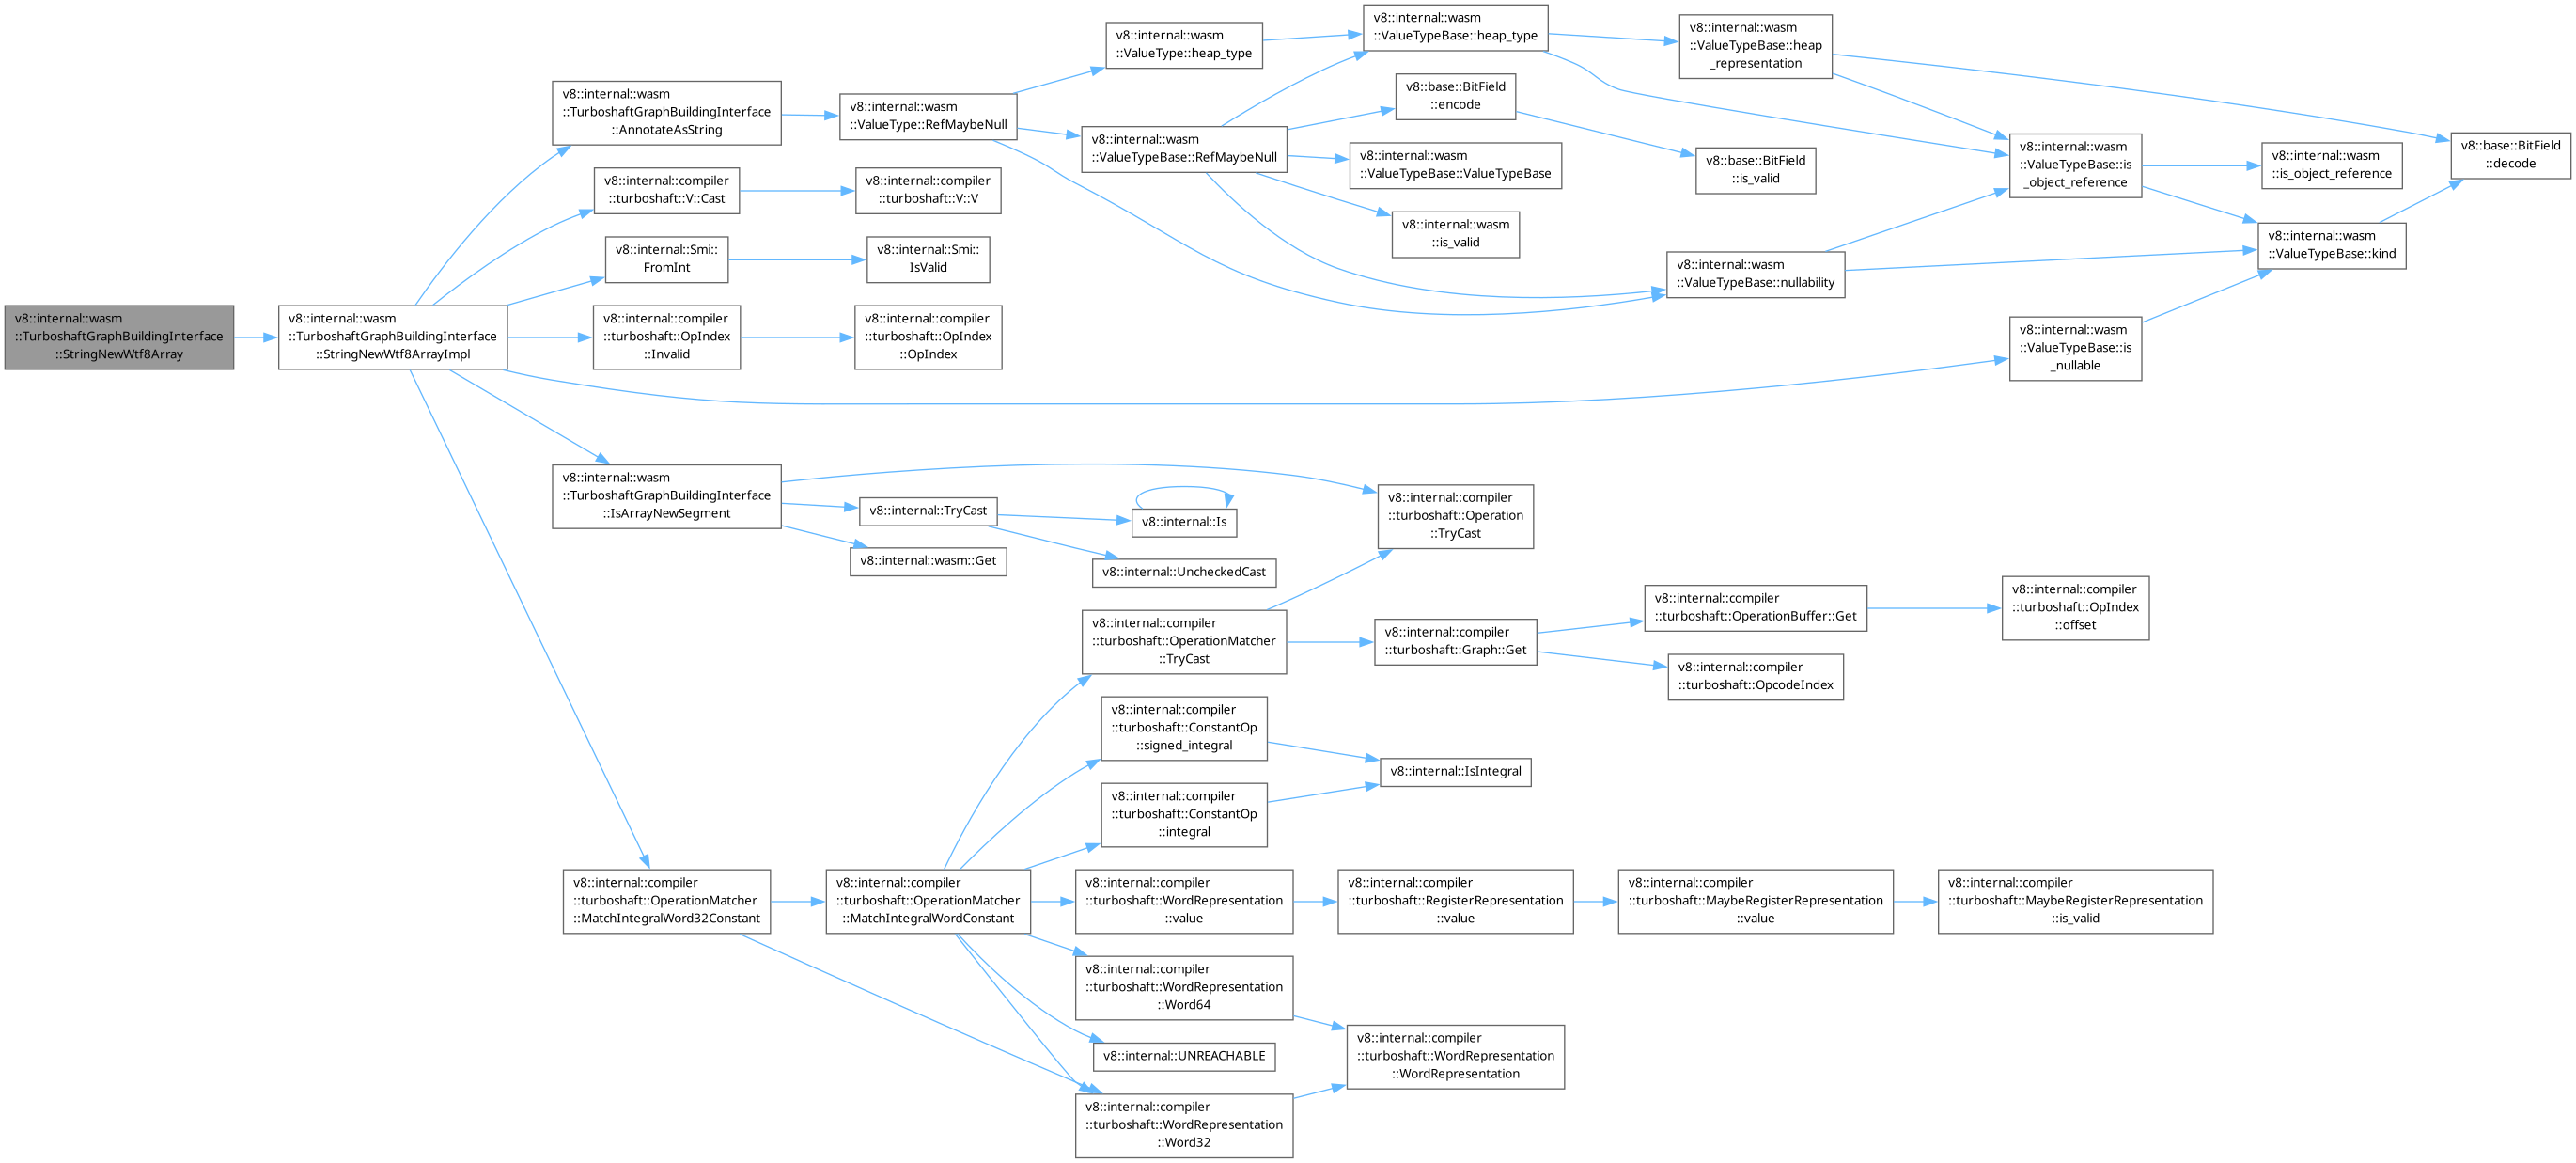 v8::internal::wasm
::TurboshaftGraphBuildingInterface
::StringNewWtf8Array
v8::internal::wasm
::TurboshaftGraphBuildingInterface
::StringNewWtf8ArrayImpl
v8::internal::wasm
::TurboshaftGraphBuildingInterface
::AnnotateAsString
v8::internal::wasm
::ValueType::RefMaybeNull
v8::internal::wasm
::ValueType::heap_type
v8::internal::wasm
::ValueTypeBase::heap_type
v8::internal::wasm
::ValueTypeBase::heap
_representation
v8::internal::wasm
::ValueTypeBase::RefMaybeNull
v8::base::BitField
::encode
v8::base::BitField
::is_valid
v8::internal::wasm
::ValueTypeBase::ValueTypeBase
v8::internal::wasm
::is_valid
v8::internal::wasm
::ValueTypeBase::nullability
v8::internal::wasm
::ValueTypeBase::is
_object_reference
v8::internal::wasm
::is_object_reference
v8::internal::wasm
::ValueTypeBase::kind
v8::base::BitField
::decode
v8::internal::wasm
::ValueTypeBase::is
_nullable
v8::internal::compiler
::turboshaft::V::Cast
v8::internal::compiler
::turboshaft::V::V
v8::internal::Smi::
FromInt
v8::internal::Smi::
IsValid
v8::internal::compiler
::turboshaft::OpIndex
::Invalid
v8::internal::compiler
::turboshaft::OpIndex
::OpIndex
v8::internal::wasm
::TurboshaftGraphBuildingInterface
::IsArrayNewSegment
v8::internal::TryCast
v8::internal::wasm::Get
v8::internal::Is
v8::internal::UncheckedCast
v8::internal::compiler
::turboshaft::Operation
::TryCast
v8::internal::compiler
::turboshaft::OperationMatcher
::TryCast
v8::internal::compiler
::turboshaft::Graph::Get
v8::internal::compiler
::turboshaft::OperationBuffer::Get
v8::internal::compiler
::turboshaft::OpIndex
::offset
v8::internal::compiler
::turboshaft::OpcodeIndex
v8::internal::compiler
::turboshaft::ConstantOp
::signed_integral
v8::internal::compiler
::turboshaft::ConstantOp
::integral
v8::internal::IsIntegral
v8::internal::compiler
::turboshaft::OperationMatcher
::MatchIntegralWord32Constant
v8::internal::compiler
::turboshaft::OperationMatcher
::MatchIntegralWordConstant
v8::internal::compiler
::turboshaft::WordRepresentation
::value
v8::internal::compiler
::turboshaft::RegisterRepresentation
::value
v8::internal::compiler
::turboshaft::MaybeRegisterRepresentation
::value
v8::internal::compiler
::turboshaft::MaybeRegisterRepresentation
::is_valid
v8::internal::compiler
::turboshaft::WordRepresentation
::Word64
v8::internal::UNREACHABLE
v8::internal::compiler
::turboshaft::WordRepresentation
::Word32
v8::internal::compiler
::turboshaft::WordRepresentation
::WordRepresentation